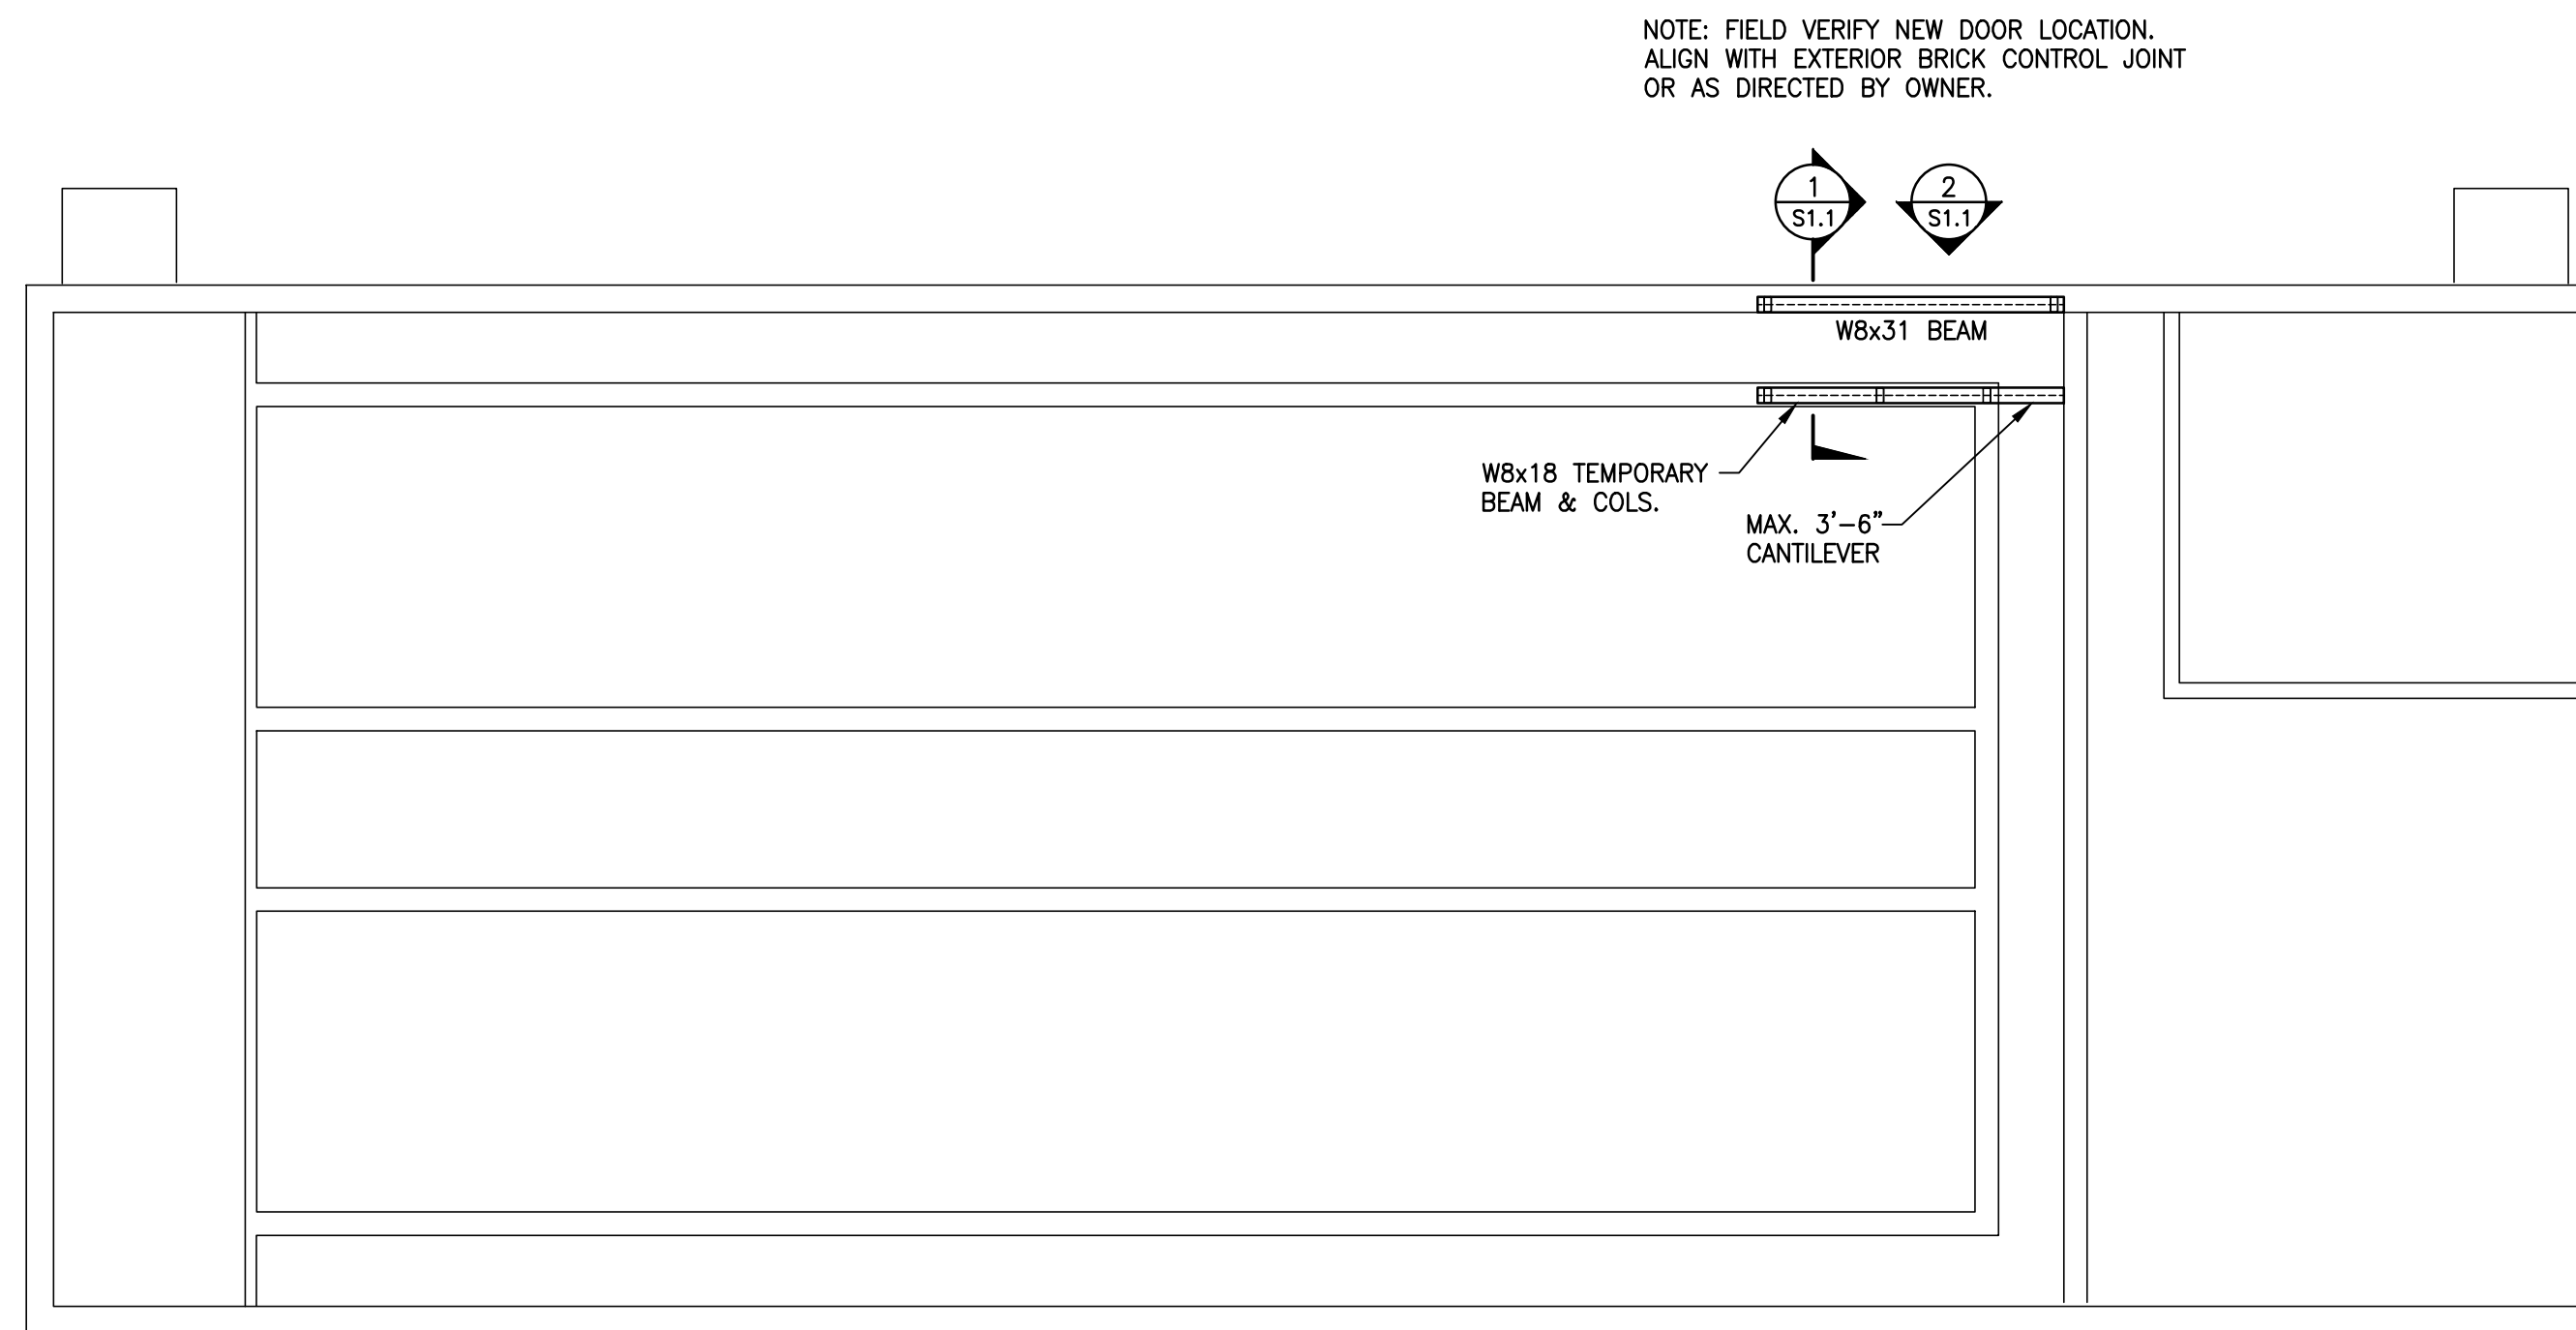 NOTE: FIELD VERIFY NEW DOOR LOCATION.
ALIGN WITH EXTERIOR BRICK CONTROL JOINT
OR AS DIRECTED BY OWNER.
1
S1.1
2
S1.1
W8x31 BEAM
W8x18 TEMPORARY
BEAM & COLS.
MAX. 3'-6"
CANTILEVER